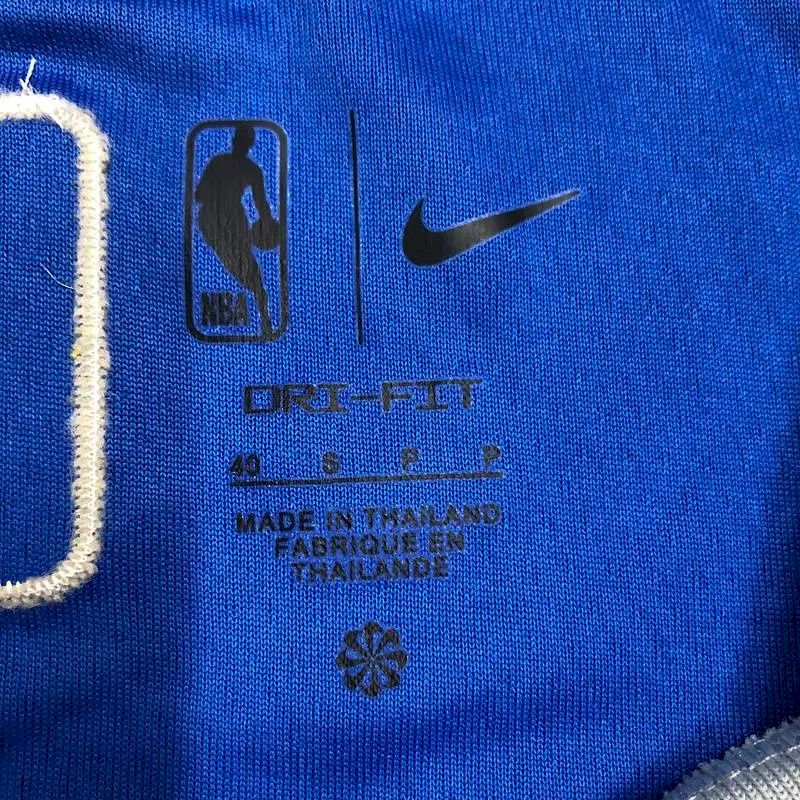 NBA
DRI-FIT
40 S P P
MADE IN THAILAND
FABRIQUE EN
THAILANDE